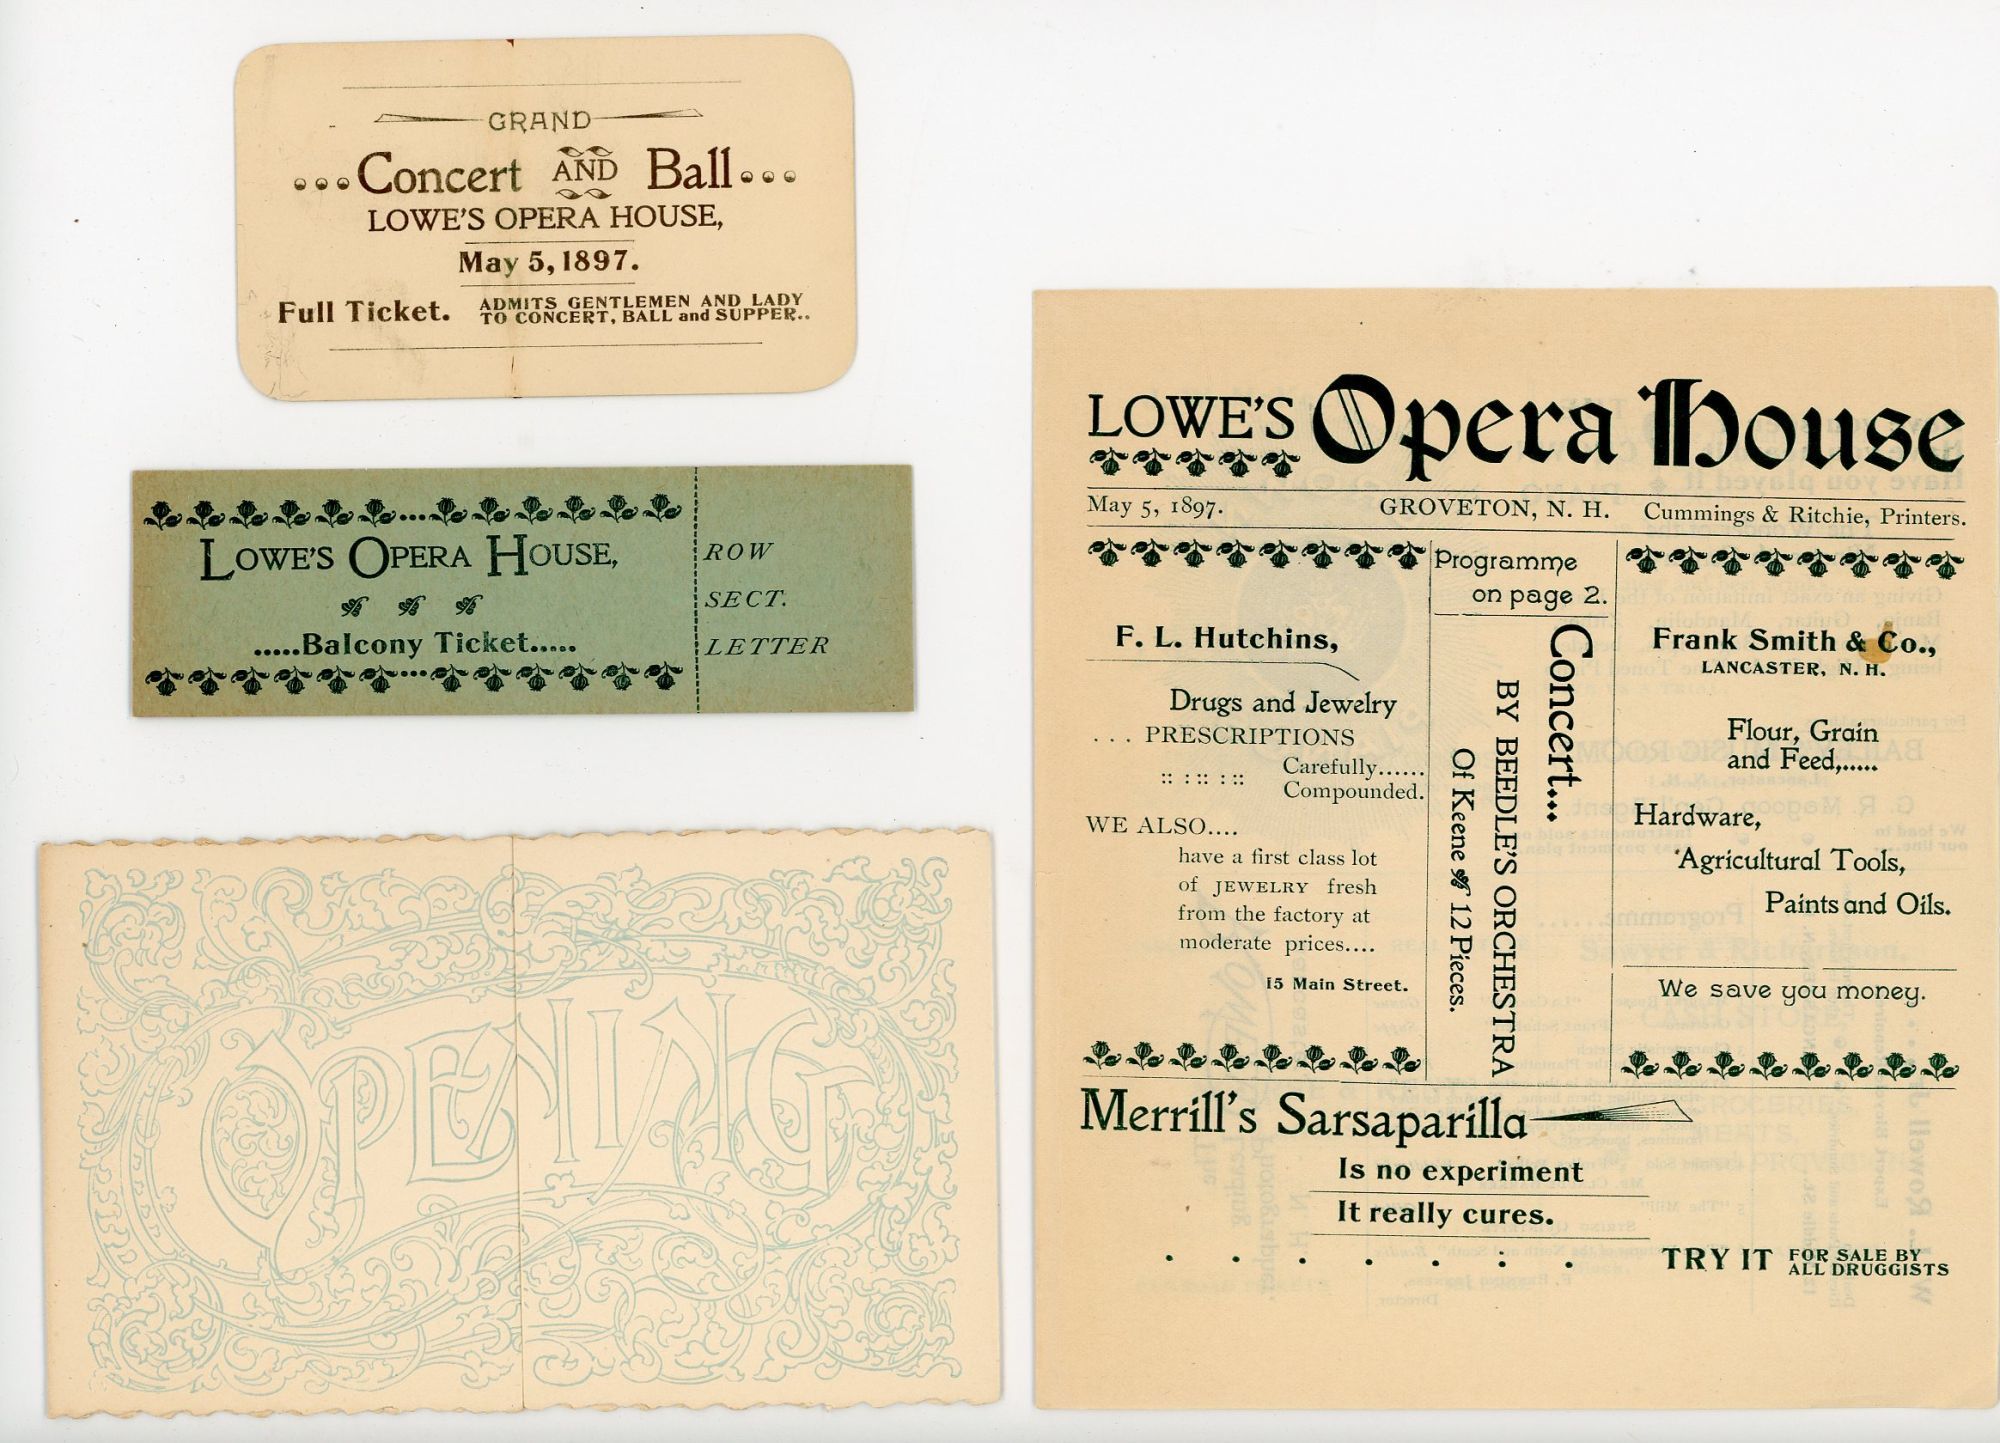 GRAND
...Concert AND Ball...
LOWE'S OPERA HOUSE,
May 5, 1897.
Full Ticket. ADMITS GENTLEMEN AND LADY
TO CONCERT, BALL and SUPPER..
LOWE'S OPERA HOUSE,
.....Balcony Ticket.....
ROW
SECT.
LETTER
OPENING
LOWE'S Opera House
May 5, 1897. GROVETON, N. H. Cummings & Ritchie, Printers.
F. L. Hutchins,
Drugs and Jewelry
... PRESCRIPTIONS
:: : :: : :: Carefully......
Compounded.
WE ALSO....
have a first class lot
of JEWELRY fresh
from the factory at
moderate prices....
15 Main Street.
Programme
on page 2.
Concert...
BY BEEDLE'S ORCHESTRA
Of Keene 12 Pieces.
Frank Smith & Co.,
LANCASTER, N. H.
Flour, Grain
and Feed,.....
Hardware,
Agricultural Tools,
Paints and Oils.
We save you money.
Merrill's Sarsaparilla
Is no experiment
It really cures.
. . . . . : . TRY IT FOR SALE BY
ALL DRUGGISTS